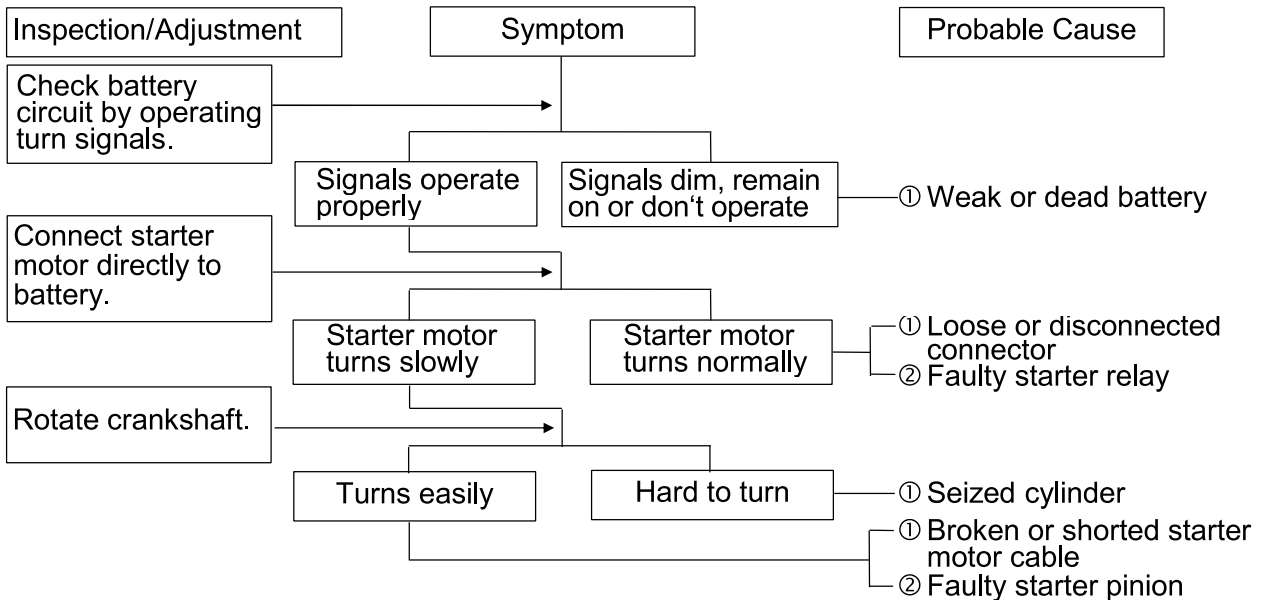 Inspection/Adjustment
Symptom
Probable Cause
Check battery
circuit by operating
turn signals.
Signals operate
properly
Signals dim, remain
on or don‘t operate
① Weak or dead battery
Connect starter
motor directly to
battery.
Starter motor
turns slowly
Starter motor
turns normally
① Loose or disconnected
connector
② Faulty starter relay
Rotate crankshaft.
Turns easily
Hard to turn
① Seized cylinder
① Broken or shorted starter
motor cable
② Faulty starter pinion